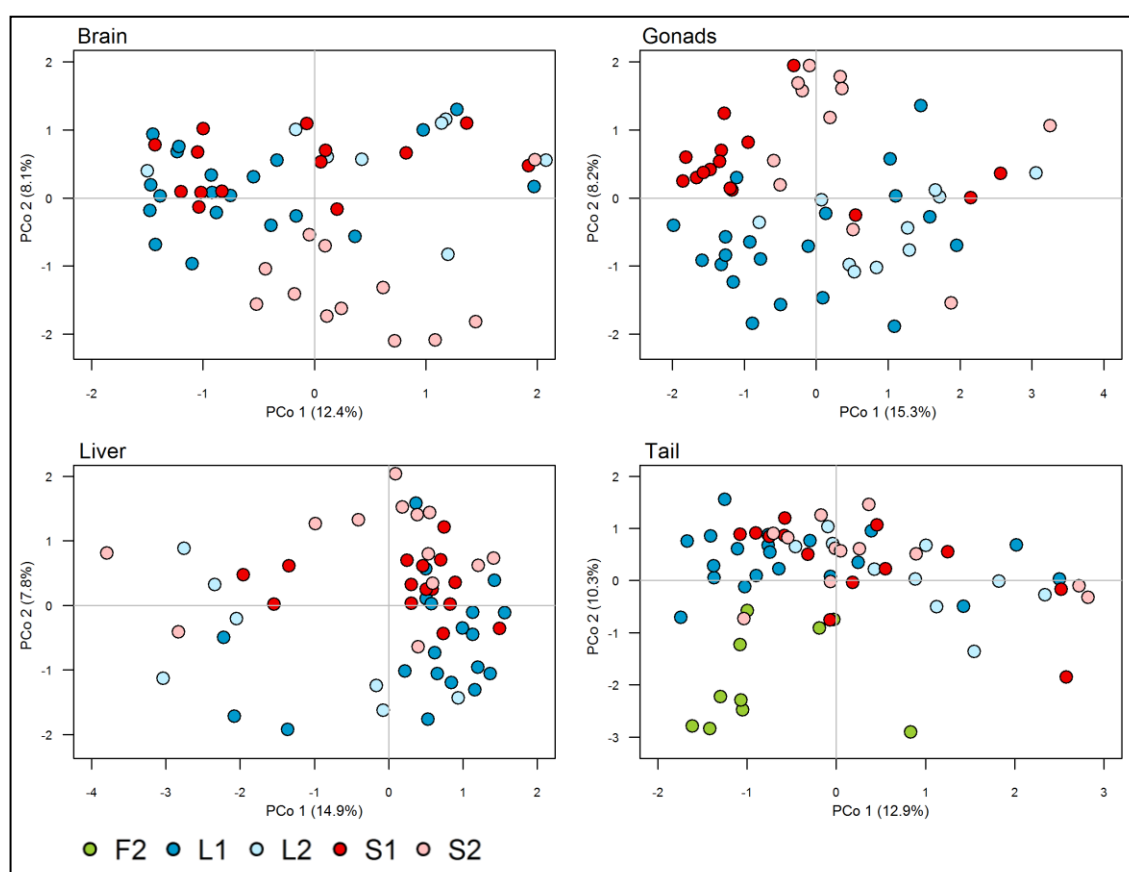 Brain
2
1
0
-1
-2
PCo 2 (8.1%)
-2 -1 0 1 2
PCo 1 (12.4%)
Gonads
2
1
0
-1
-2
PCo 2 (8.2%)
-2 -1 0 1 2 3 4
PCo 1 (15.3%)
Liver
2
1
0
-1
-2
PCo 2 (7.8%)
-4 -3 -2 -1 0 1 2
PCo 1 (14.9%)
Tail
2
1
0
-1
-2
-3
PCo 2 (10.3%)
-2 -1 0 1 2 3
PCo 1 (12.9%)
F2 L1 L2 S1 S2